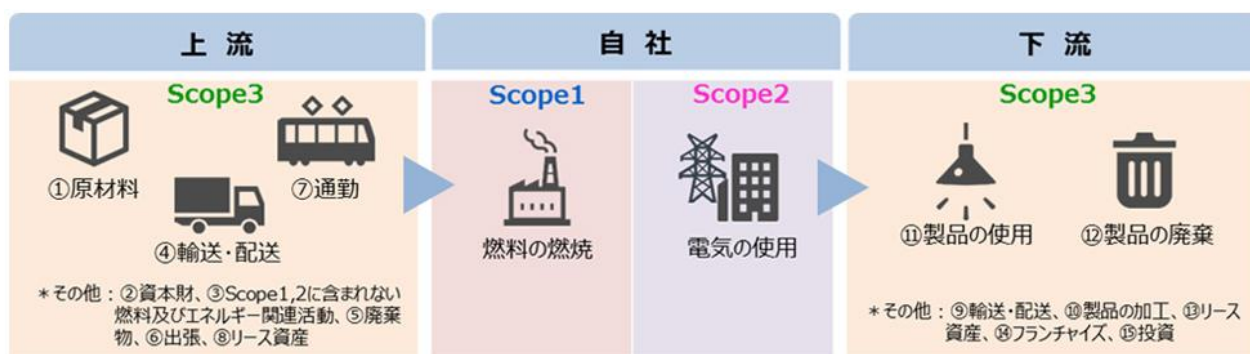 上 流
Scope3
①原材料
⑦通勤
④輸送・配送
＊その他：②資本財、③Scope1,2に含まれない
燃料及びエネルギー関連活動、⑤廃棄
物、⑥出張、⑧リース資産
自 社
Scope1
燃料の燃焼
Scope2
電気の使用
下 流
Scope3
⑪製品の使用
⑫製品の廃棄
＊その他：⑨輸送・配送、⑩製品の加工、⑬リース
資産、⑭フランチャイズ、⑮投資